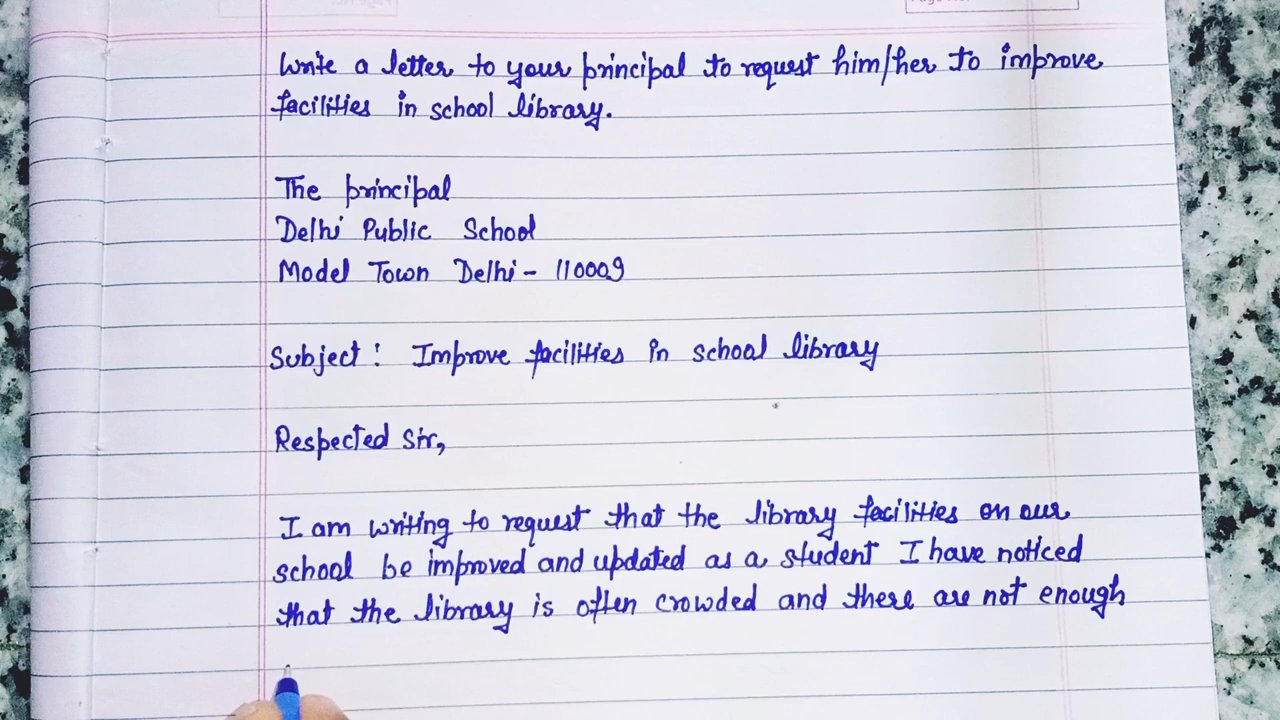 Write a letter to your principal to request him/her to improve
facilities in school library.
The principal
Delhi Public School
Model Town Delhi - 110009
Subject : Improve facilities in school library
Respected Sir,
I am writing to request that the library facilities on our
school be improved and updated as a student I have noticed
that the library is often crowded and there are not enough